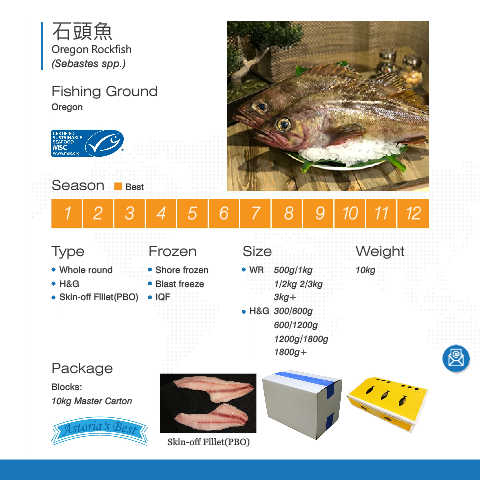 石頭魚
Oregon Rockfish
(Sebastes spp.)
Fishing Ground
Oregon
CERTIFIED
SUSTAINABLE
SEAFOOD
MSC
www.msc.org
Season Best
1 2 3 4 5 6 7 8 9 10 11 12
Type Frozen Size Weight
Whole round Shore frozen WR 500g/1kg 10kg
H&G Blast freeze 1/2kg 2/3kg
Skin-off Fillet(PBO) IQF 3kg+
H&G 300/600g
600/1200g
1200g/1800g
1800g+
Package
Blocks:
10kg Master Carton
Astoria's Best
Skin-off Fillet(PBO)